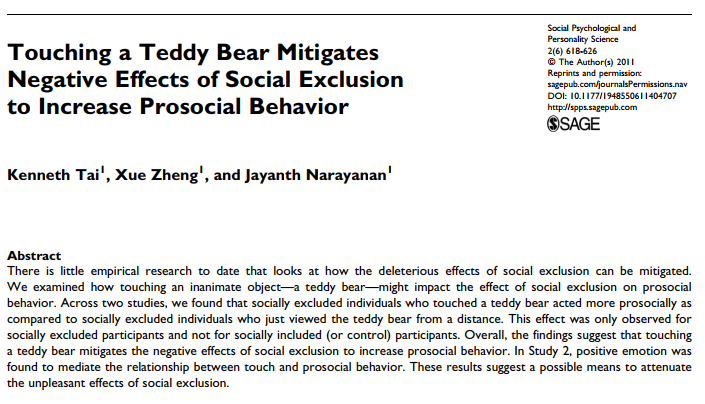 Social Psychological and
Personality Science
2(6) 618-626
© The Author(s) 2011
Reprints and permission:
sagepub.com/journalsPermissions.nav
DOI: 10.1177/1948550611404707
http://spps.sagepub.com
SAGE
Touching a Teddy Bear Mitigates
Negative Effects of Social Exclusion
to Increase Prosocial Behavior
Kenneth Tai1, Xue Zheng1, and Jayanth Narayanan1
Abstract
There is little empirical research to date that looks at how the deleterious effects of social exclusion can be mitigated.
We examined how touching an inanimate object—a teddy bear—might impact the effect of social exclusion on prosocial
behavior. Across two studies, we found that socially excluded individuals who touched a teddy bear acted more prosocially as
compared to socially excluded individuals who just viewed the teddy bear from a distance. This effect was only observed for
socially excluded participants and not for socially included (or control) participants. Overall, the findings suggest that touching
a teddy bear mitigates the negative effects of social exclusion to increase prosocial behavior. In Study 2, positive emotion was
found to mediate the relationship between touch and prosocial behavior. These results suggest a possible means to attenuate
the unpleasant effects of social exclusion.